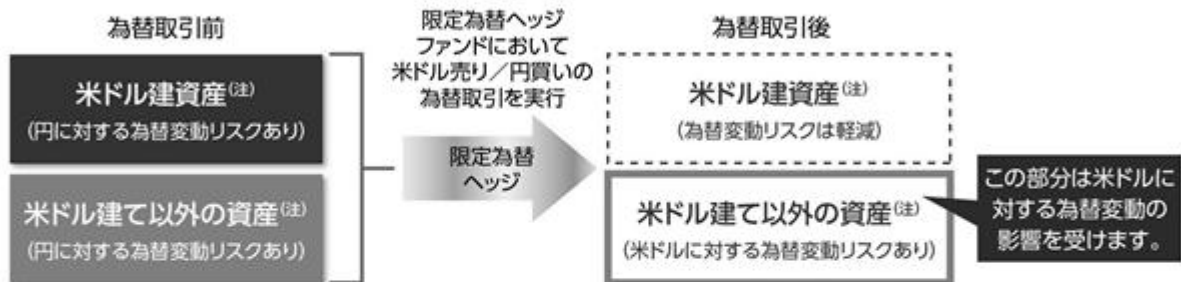 為替取引前
米ドル建資産(注)
(円に対する為替変動リスクあり)
米ドル建て以外の資産(注)
(円に対する為替変動リスクあり)
限定為替ヘッジ
ファンドにおいて
米ドル売り/円買いの
為替取引を実行
限定為替
ヘッジ
為替取引後
米ドル建資産(注)
(為替変動リスクは軽減)
米ドル建て以外の資産(注)
(米ドルに対する為替変動リスクあり)
この部分は米ドルに
対する為替変動の
影響を受けます。